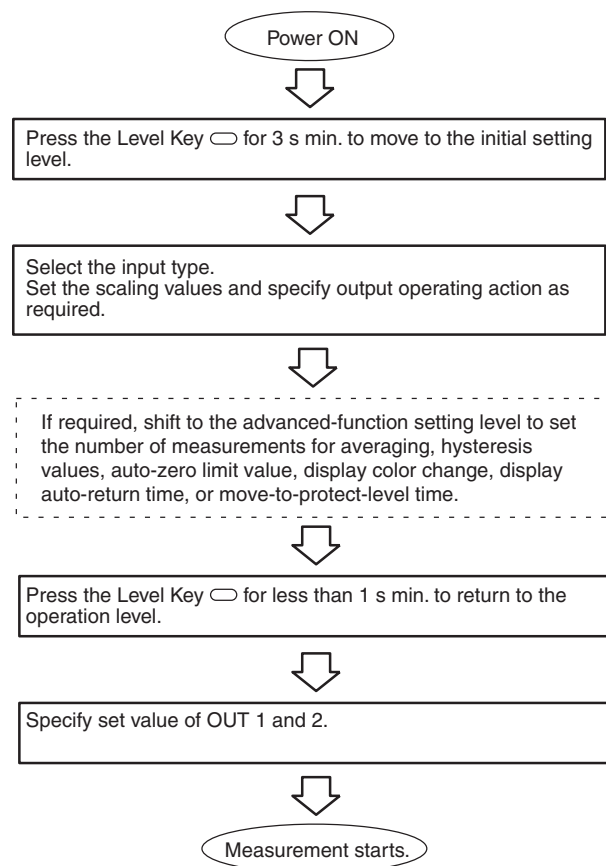 Power ON
Press the Level Key for 3 s min. to move to the initial setting
level.
Select the input type.
Set the scaling values and specify output operating action as
required.
If required, shift to the advanced-function setting level to set
the number of measurements for averaging, hysteresis
values, auto-zero limit value, display color change, display
auto-return time, or move-to-protect-level time.
Press the Level Key for less than 1 s min. to return to the
operation level.
Specify set value of OUT 1 and 2.
Measurement starts.